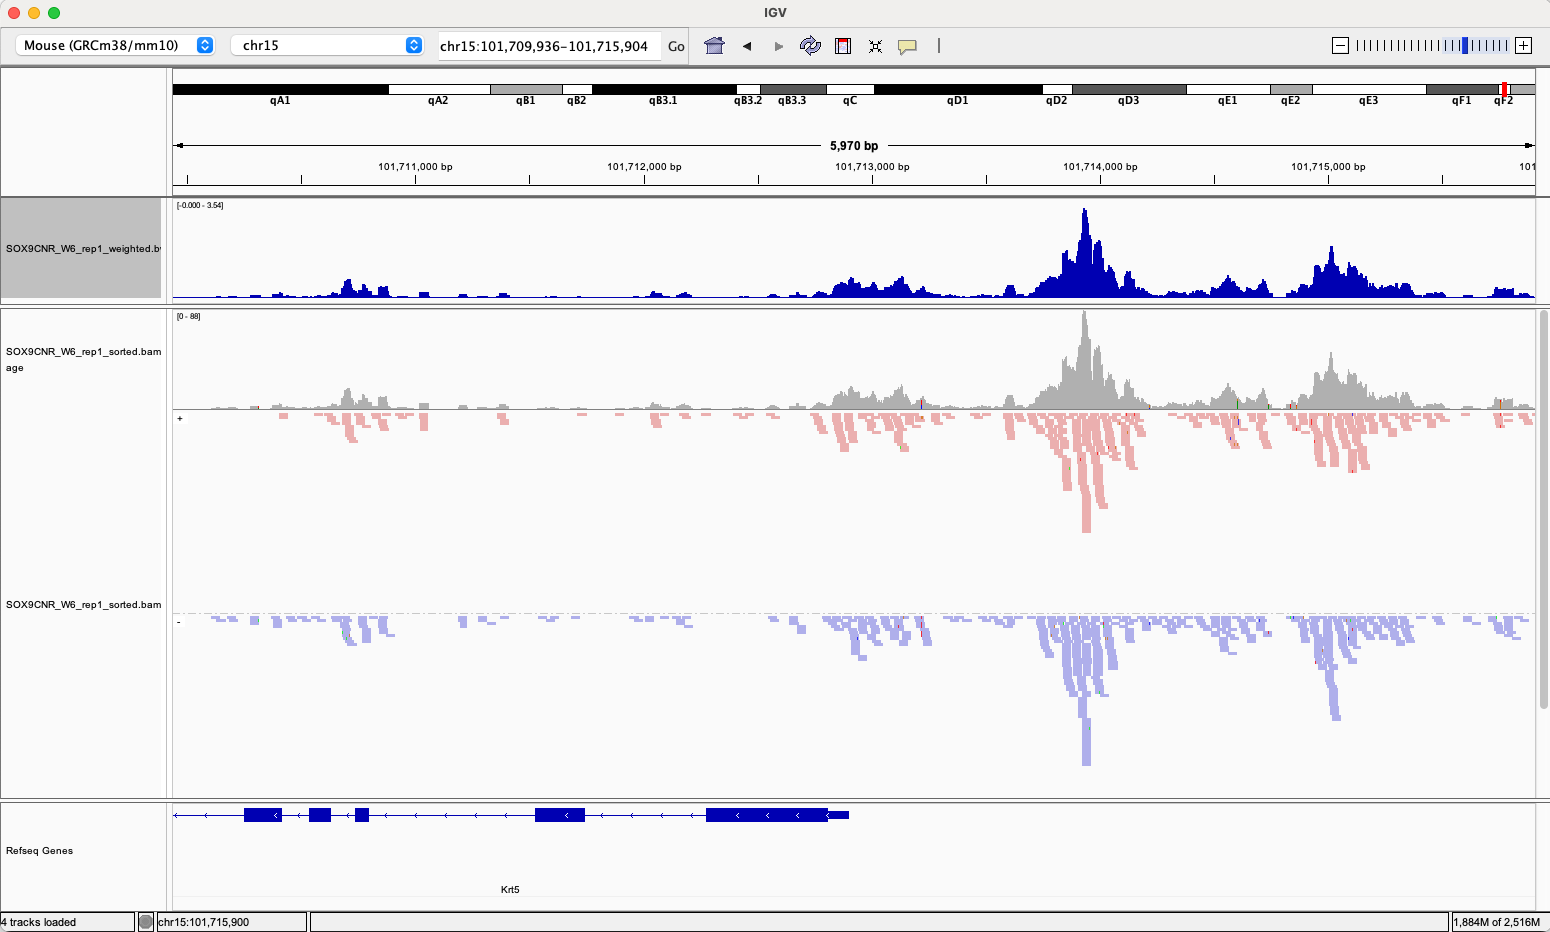 IGV
Mouse (GRCm38/mm10) chr15 chr15:101,709,936-101,715,904 Go
qA1 qA2 qB1 qB2 qB3.1 qB3.2 qB3.3 qC qD1 qD2 qD3 qE1 qE2 qE3 qF1 qF2
5,970 bp
101,711,000 bp 101,712,000 bp 101,713,000 bp 101,714,000 bp 101,715,000 bp 101
[-0.000 - 3.54]
SOX9CNR_W6_rep1_weighted.b
[0 - 88]
SOX9CNR_W6_rep1_sorted.bam
age
+
SOX9CNR_W6_rep1_sorted.bam
-
Refseq Genes
Krt5
4 tracks loaded chr15:101,715,900 1,884M of 2,516M